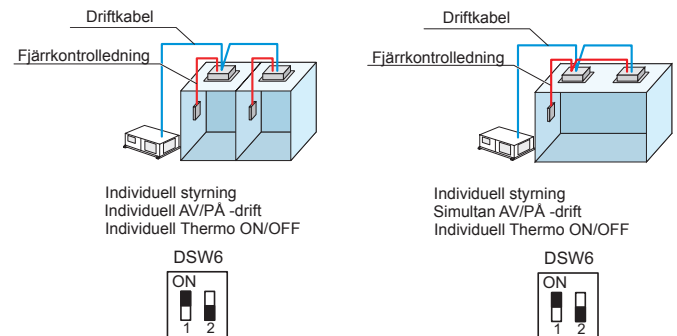 Driftkabel
Fjärrkontrolledning
Individuell styrning
Individuell AV/PÅ -drift
Individuell Thermo ON/OFF
DSW6
ON
1 2
Driftkabel
Fjärrkontrolledning
Individuell styrning
Simultan AV/PÅ -drift
Individuell Thermo ON/OFF
DSW6
ON
1 2